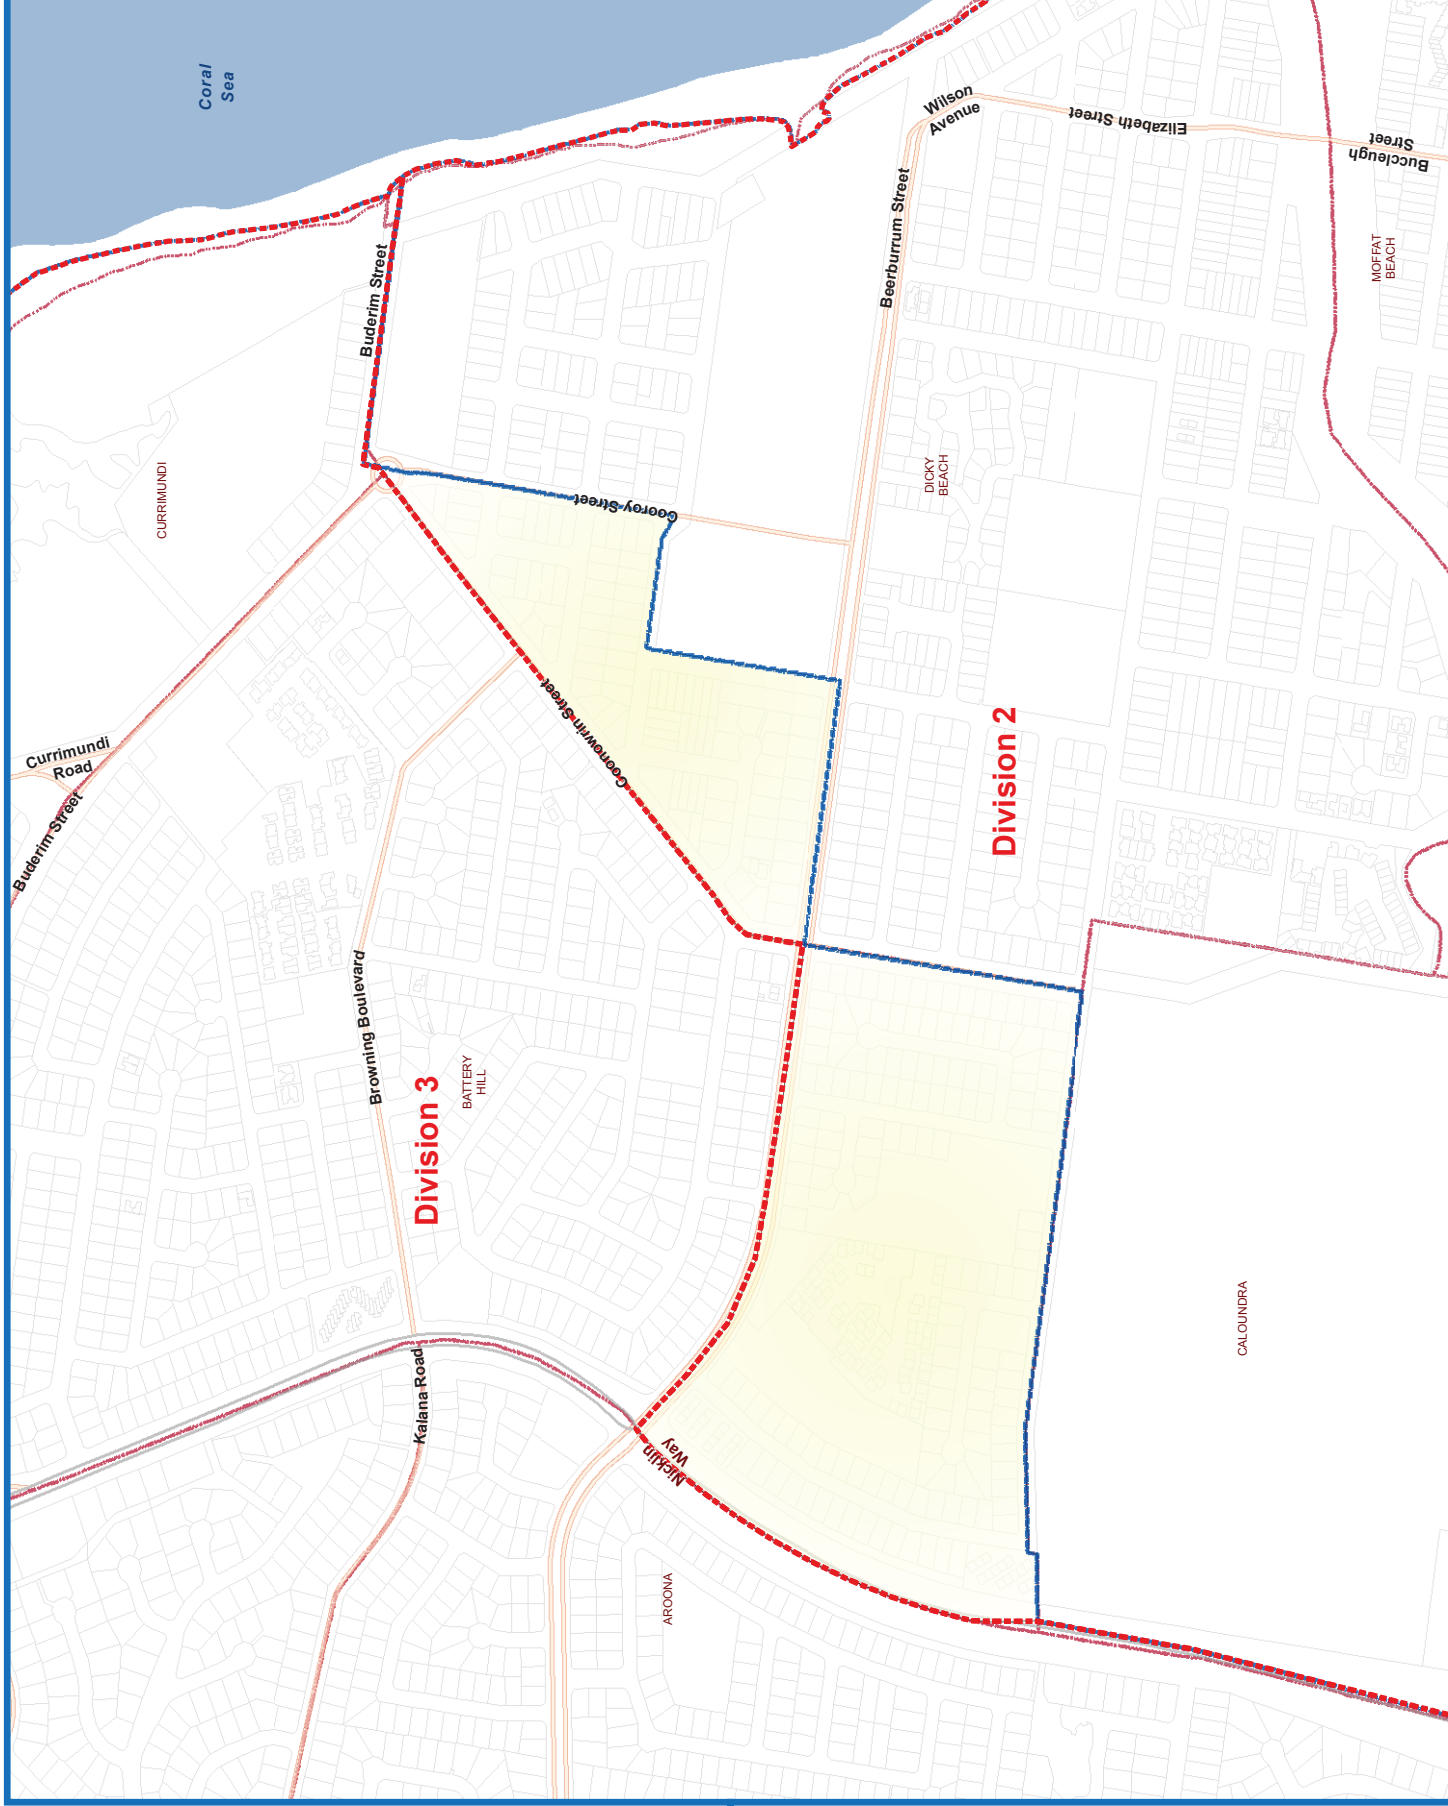 Coral
Sea
Buderim Street
Wilson
Avenue
Elizabeth Street
Buccleugh
Street
Beerburrum Street
MOFFAT
BEACH
CURRIMUNDI
DICKY
BEACH
Cooroy Street
Currimundi
Road
Buderim Street
Coonowrin Street
Division 2
Browning Boulevard
Division 3
BATTERY
HILL
CALOUNDRA
Kalana Road
Nicklin
Way
AROONA